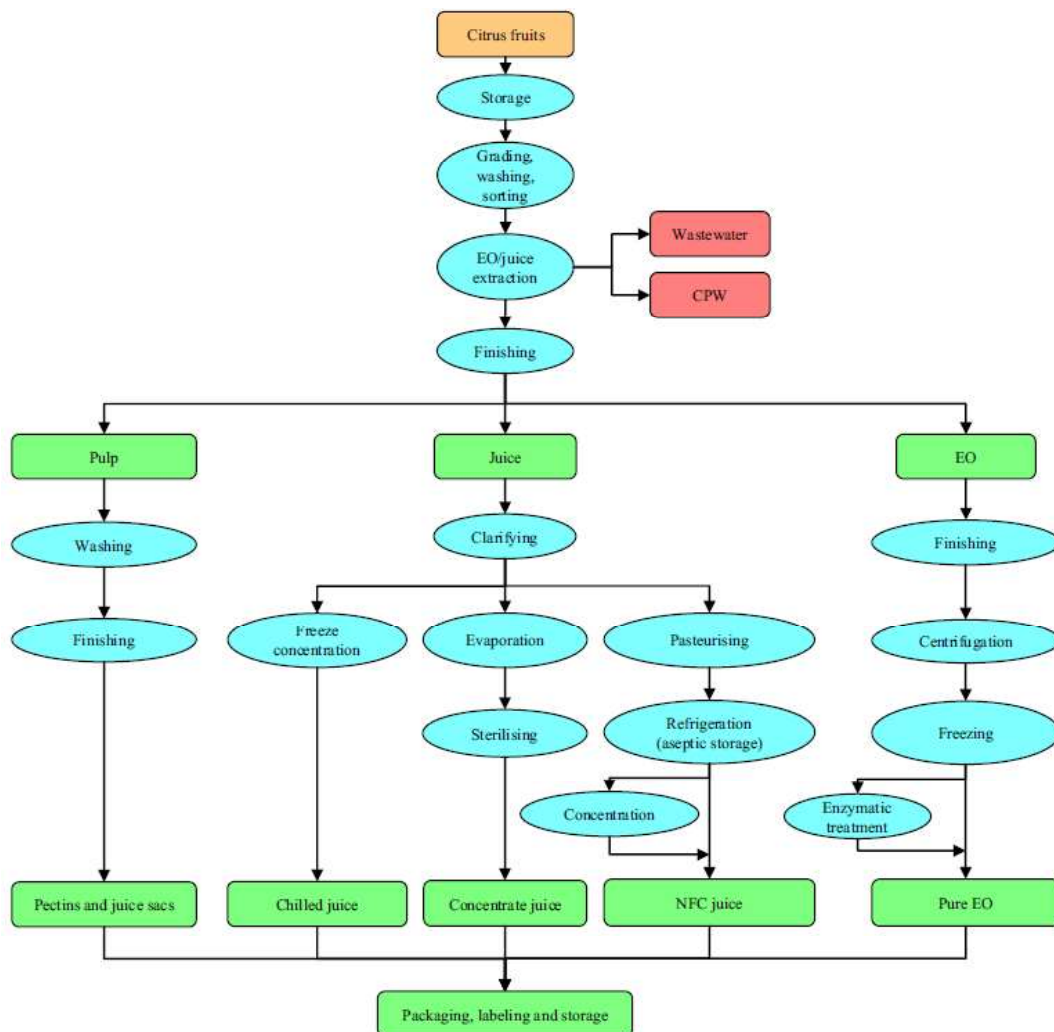 Citrus fruits
Storage
Grading,
washing,
sorting
EO/juice
extraction
Wastewater
CPW
Finishing
Pulp
Juice
EO
Washing
Clarifying
Finishing
Finishing
Freeze
concentration
Evaporation
Pasteurising
Centrifugation
Sterilising
Refrigeration
(aseptic storage)
Freezing
Concentration
Enzymatic
treatment
Pectins and juice sacs
Chilled juice
Concentrate juice
NFC juice
Pure EO
Packaging, labeling and storage